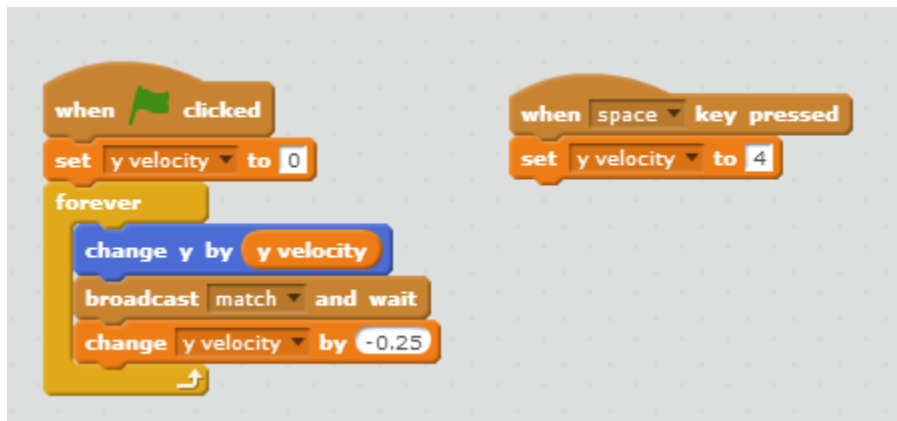 when clicked
set y velocity to 0
forever
change y by y velocity
broadcast match and wait
change y velocity by -0.25
when space key pressed
set y velocity to 4